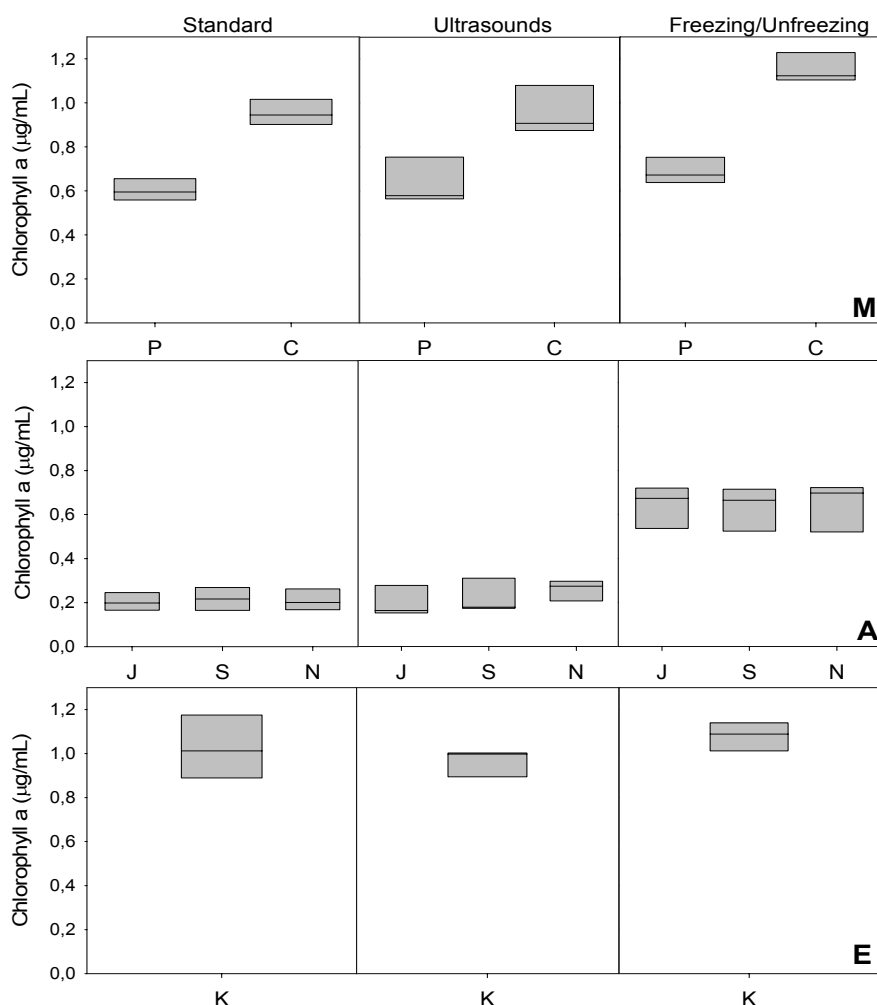 Standard Ultrasounds Freezing/Unfreezing
Chlorophyll a (µg/mL)
1,2
1,0
0,8
0,6
0,4
0,2
0,0
M
P C P C P C
Chlorophyll a (µg/mL)
1,2
1,0
0,8
0,6
0,4
0,2
0,0
A
J S N J S N J S N
Chlorophyll a (µg/mL)
1,2
1,0
0,8
0,6
0,4
0,2
0,0
E
K K K